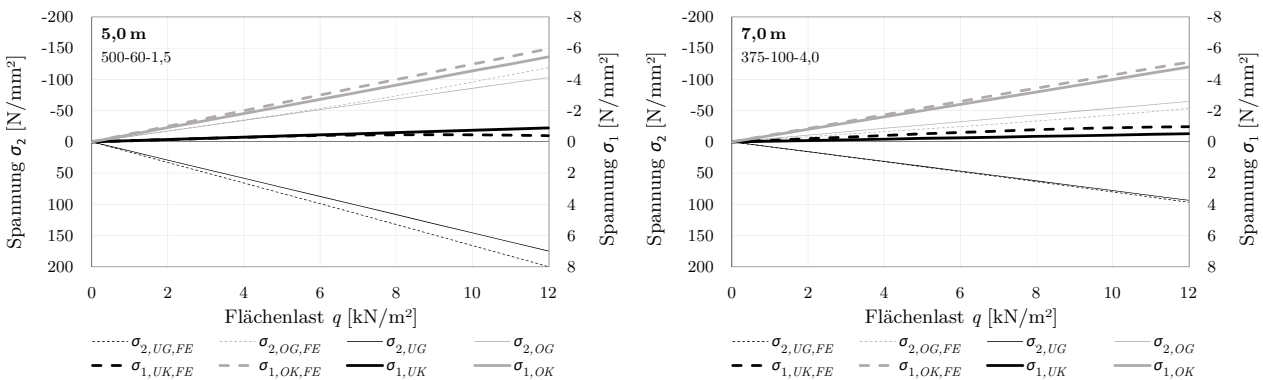 5,0 m
500-60-1,5
Spannung σ2 [N/mm²]
-200
-150
-100
-50
0
50
100
150
200
-8
-6
-4
-2
0
2
4
6
8
Spannung σ1 [N/mm²]
0 2 4 6 8 10 12
Flächenlast q [kN/m²]
σ2,UG,FE σ2,OG,FE σ2,UG σ2,OG
σ1,UK,FE σ1,OK,FE σ1,UK σ1,OK
7,0 m
375-100-4,0
Spannung σ2 [N/mm²]
-200
-150
-100
-50
0
50
100
150
200
-8
-6
-4
-2
0
2
4
6
8
Spannung σ1 [N/mm²]
0 2 4 6 8 10 12
Flächenlast q [kN/m²]
σ2,UG,FE σ2,OG,FE σ2,UG σ2,OG
σ1,UK,FE σ1,OK,FE σ1,UK σ1,OK